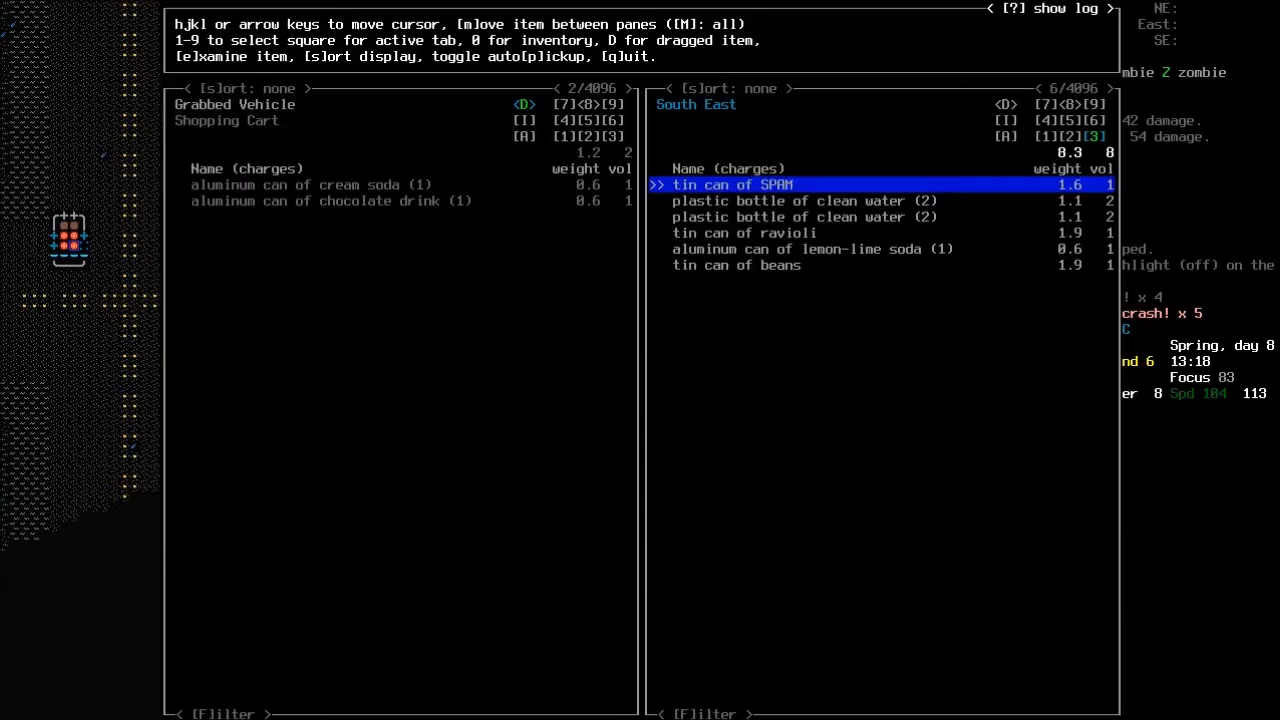 < [?] show log >
hjkl or arrow keys to move cursor, [m]ove item between panes ([M]: all)
1-9 to select square for active tab, 0 for inventory, D for dragged item,
[e]xamine item, [s]ort display, toggle auto[p]ickup, [q]uit.
< [s]ort: none >
< 2/4096 >
Grabbed Vehicle <D> [7]<8>[9]
Shopping Cart [I] [4][5][6]
[A] [1][2][3]
1.2 2
Name (charges) weight vol
aluminum can of cream soda (1) 0.6 1
aluminum can of chocolate drink (1) 0.6 1
< [F]ilter >
< [s]ort: none >
< 6/4096 >
South East <D> [7]<8>[9]
[I] [4][5][6]
[A] [1][2][3]
8.3 8
Name (charges) weight vol
>> tin can of SPAM 1.6 1
plastic bottle of clean water (2) 1.1 2
plastic bottle of clean water (2) 1.1 2
tin can of ravioli 1.9 1
aluminum can of lemon-lime soda (1) 0.6 1
tin can of beans 1.9 1
< [F]ilter >
NE:
East:
SE:
mbie Z zombie
42 damage.
54 damage.
ped.
hlight (off) on the
! x 4
crash! x 5
C
Spring, day 8
nd 6 13:18
Focus 83
er 8 Spd 104 113